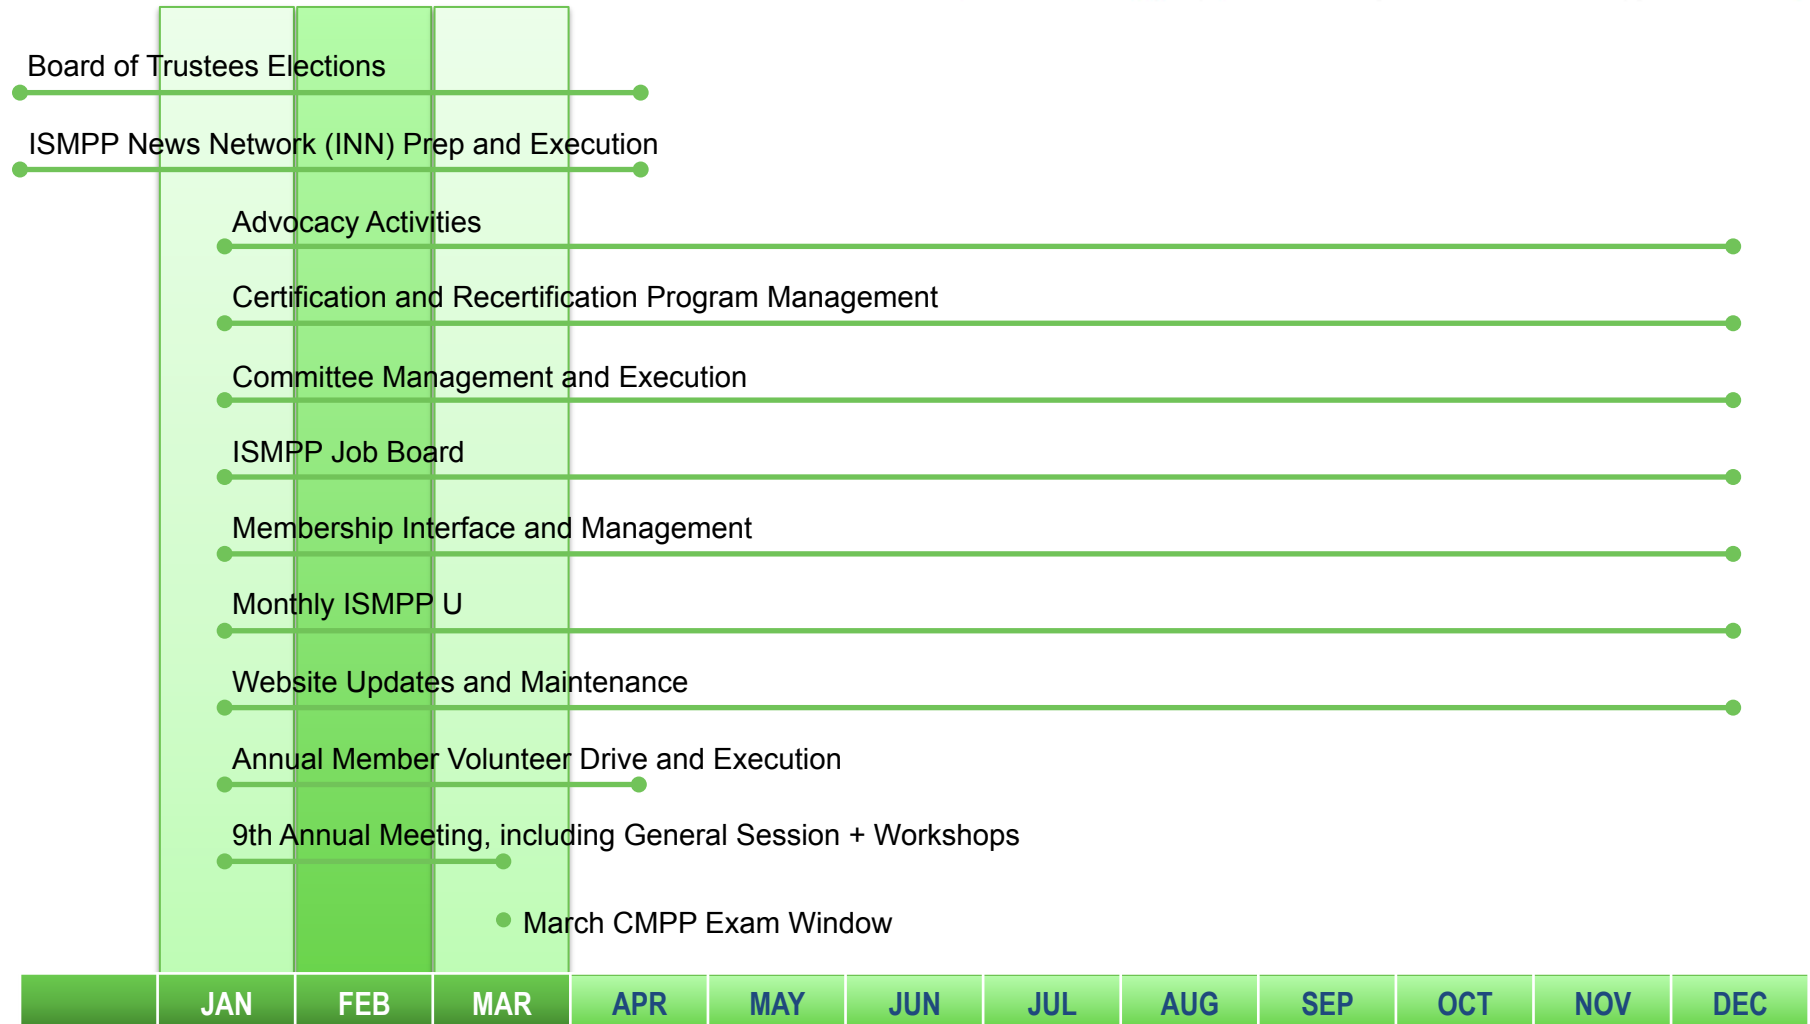 Board of Trustees Elections
ISMPP News Network (INN) Prep and Execution
Advocacy Activities
Certification and Recertification Program Management
Committee Management and Execution
ISMPP Job Board
Membership Interface and Management
Monthly ISMPP U
Website Updates and Maintenance
Annual Member Volunteer Drive and Execution
9th Annual Meeting, including General Session + Workshops
March CMPP Exam Window
JAN FEB MAR APR MAY JUN JUL AUG SEP OCT NOV DEC